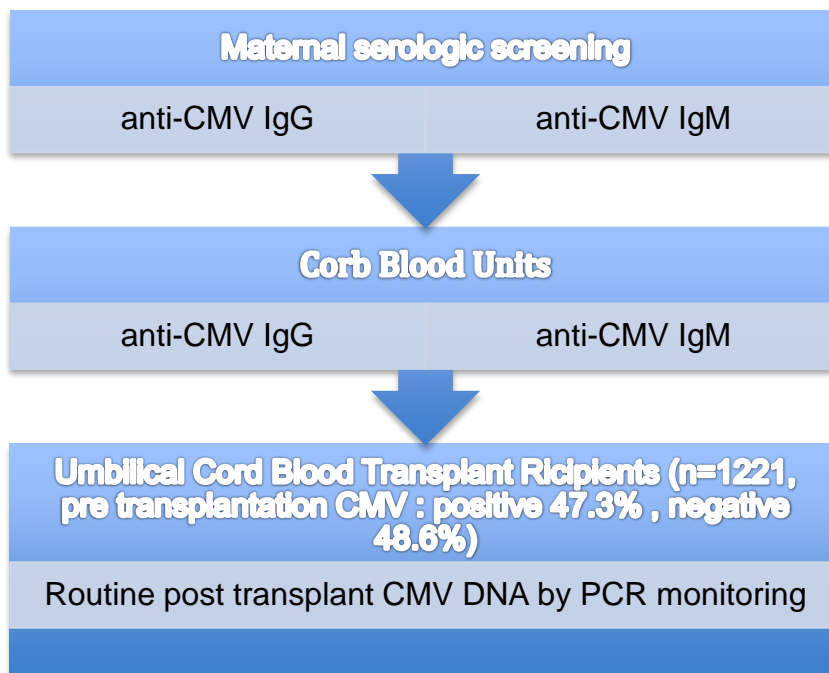 Maternal serologic screening
anti-CMV IgG anti-CMV IgM
Corb Blood Units
anti-CMV IgG anti-CMV IgM
Umbilical Cord Blood Transplant Ricipients (n=1221,
pre transplantation CMV : positive 47.3% , negative
48.6%)
Routine post transplant CMV DNA by PCR monitoring